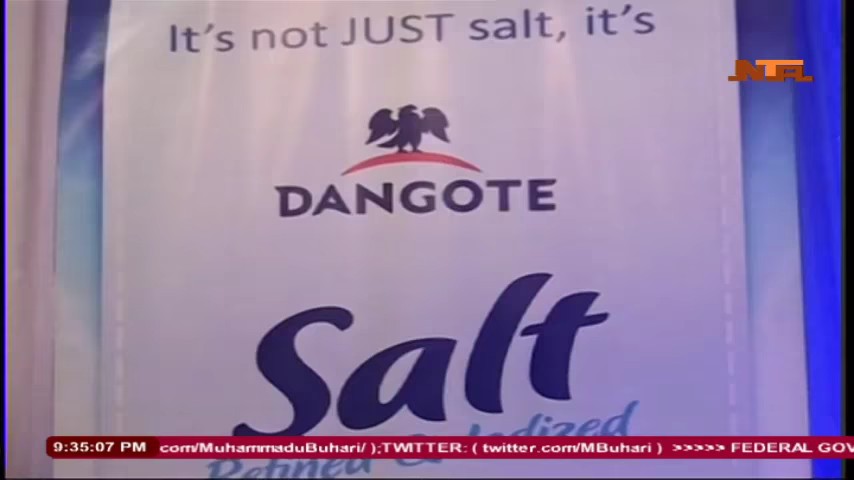 It's not JUST salt, it's
NTA
DANGOTE
Salt
Refined & Iodized
9:35:07 PM com/MuhammaduBuhari/ );TWITTER: ( twitter.com/MBuhari ) >>>>> FEDERAL GOV